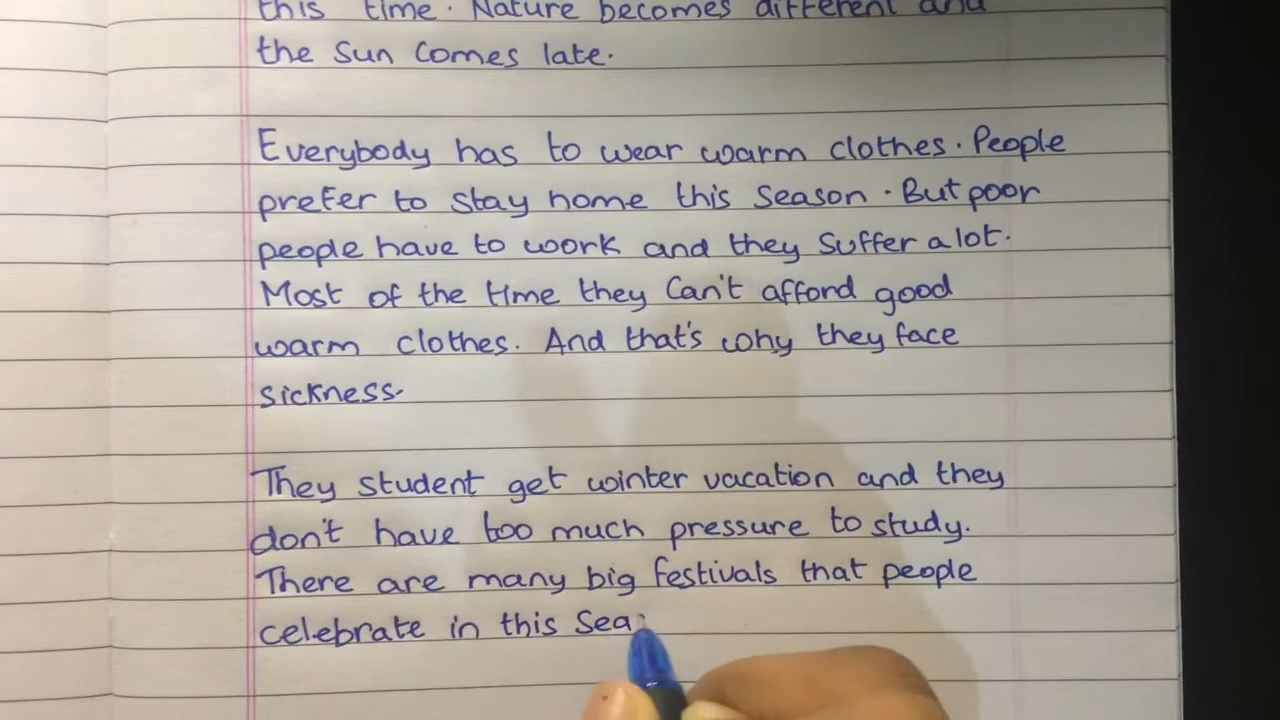 this time. Nature becomes different and
the Sun Comes late.
Everybody has to wear warm clothes. People
prefer to stay home this season. But poor
people have to work and they suffer a lot.
Most of the time they Can't afford good
warm clothes. And that's why they face
sickness.
They student get winter vacation and they
don't have too much pressure to study.
There are many big festivals that people
celebrate in this Sea